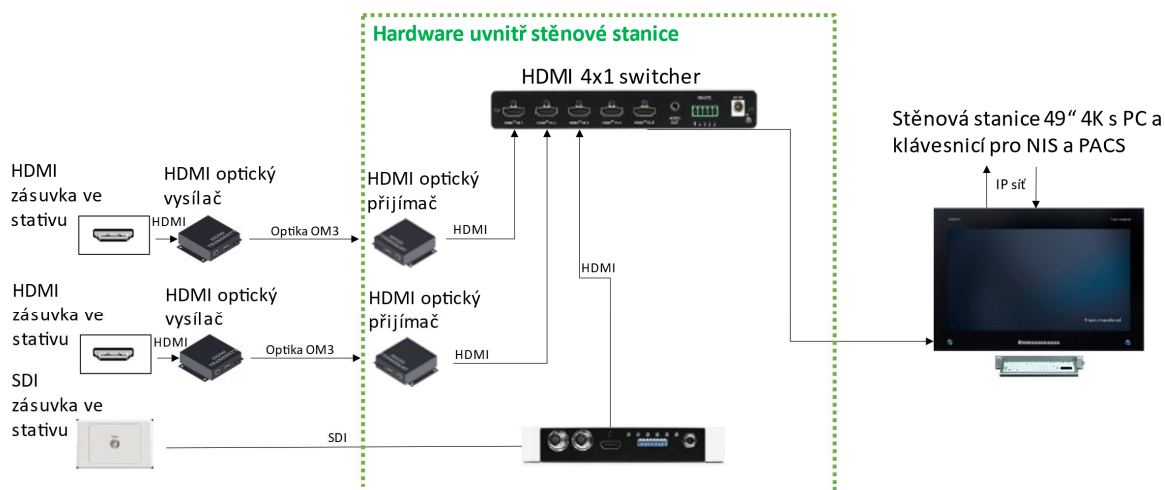 Hardware uvnitř stěnové stanice
HDMI 4x1 switcher
Stěnová stanice 49“ 4K s PC a
klávesnicí pro NIS a PACS
IP síť
HDMI
zásuvka ve
stativu
HDMI
HDMI optický
vysílač
Optika OM3
HDMI optický
přijímač
HDMI
HDMI
HDMI
zásuvka ve
stativu
HDMI
HDMI optický
vysílač
Optika OM3
HDMI optický
přijímač
HDMI
SDI
zásuvka ve
stativu
SDI